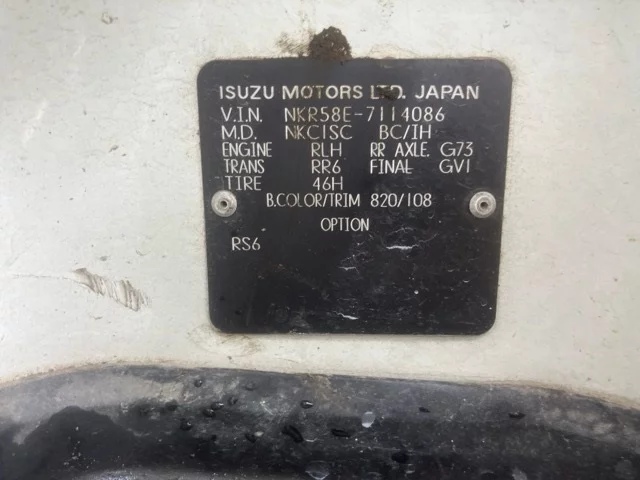 ISUZU MOTORS LTD. JAPAN
V.I.N. NKR58E-7114086
M.D. NKC1SC BC/IH
ENGINE RLH RR AXLE. G73
TRANS RR6 FINAL GV1
TIRE 46H
B.COLOR/TRIM 820/108
OPTION
RS6